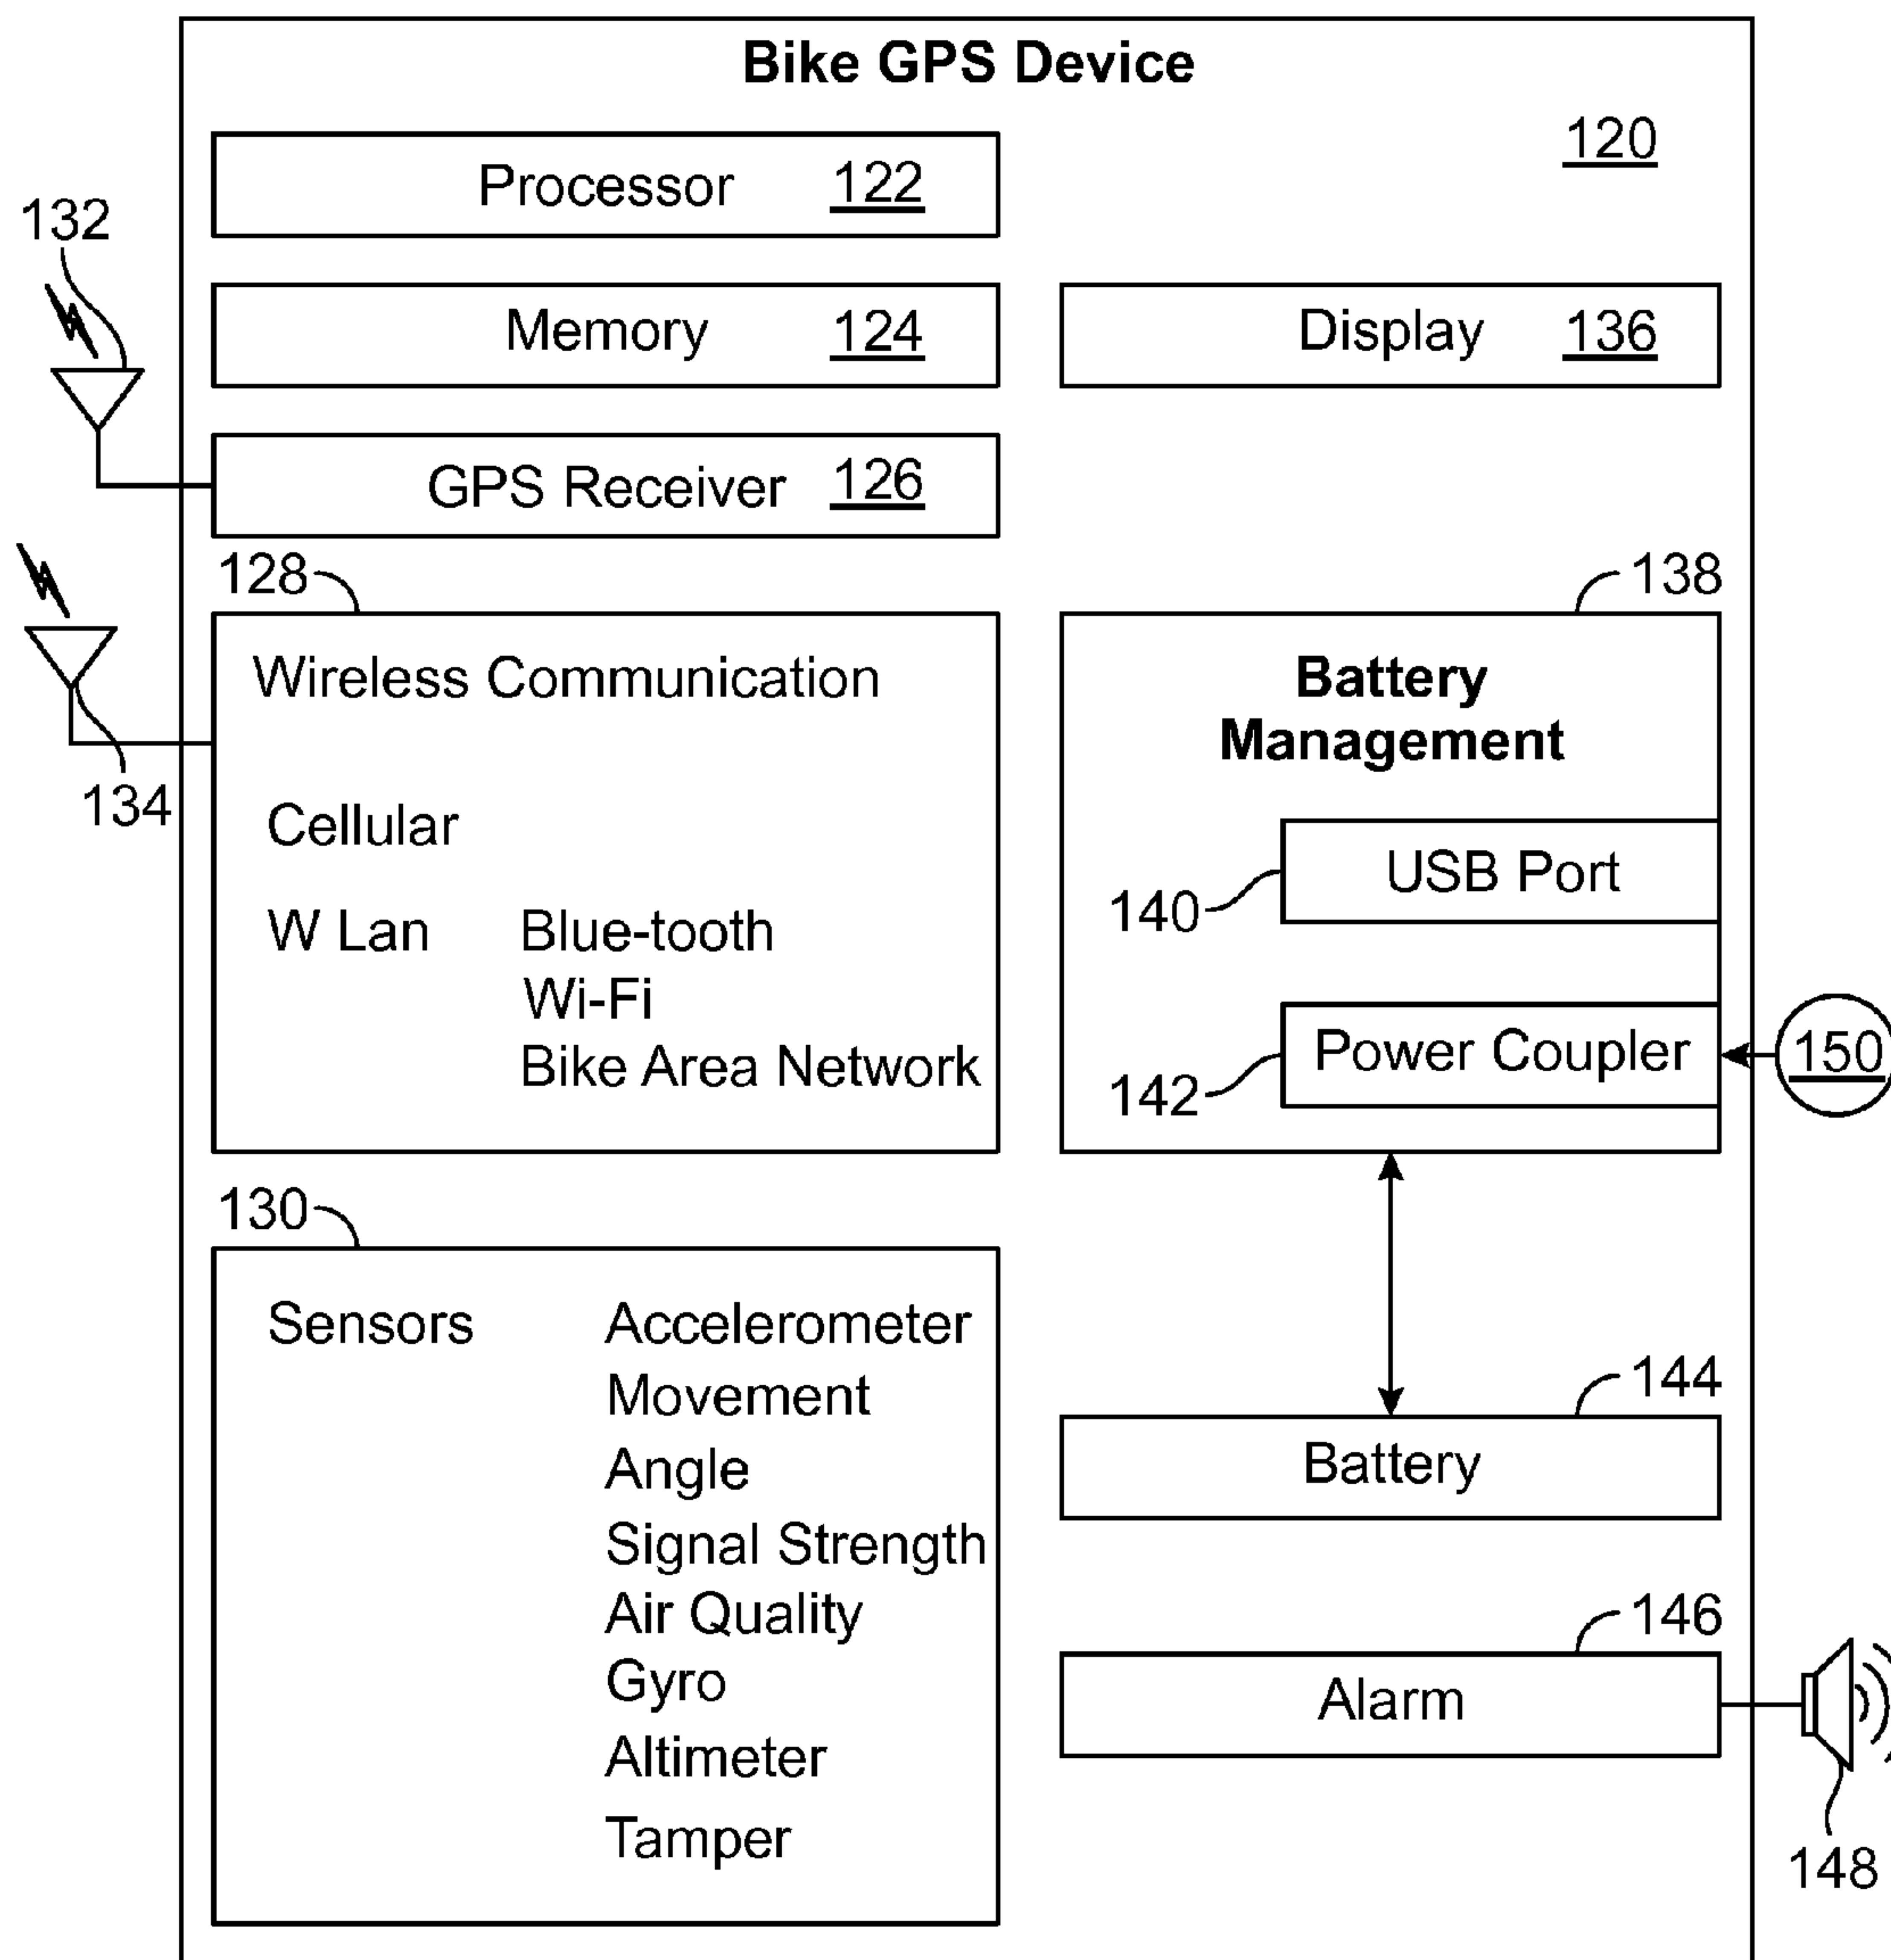 Bike GPS Device
120
Processor 122
132
Memory 124
Display 136
GPS Receiver 126
128
Wireless Communication
134
Cellular
W Lan Blue-tooth
Wi-Fi
Bike Area Network
138
Battery
Management
USB Port
140
Power Coupler
142
150
130
Sensors Accelerometer
Movement
Angle
Signal Strength
Air Quality
Gyro
Altimeter
Tamper
144
Battery
146
Alarm
148